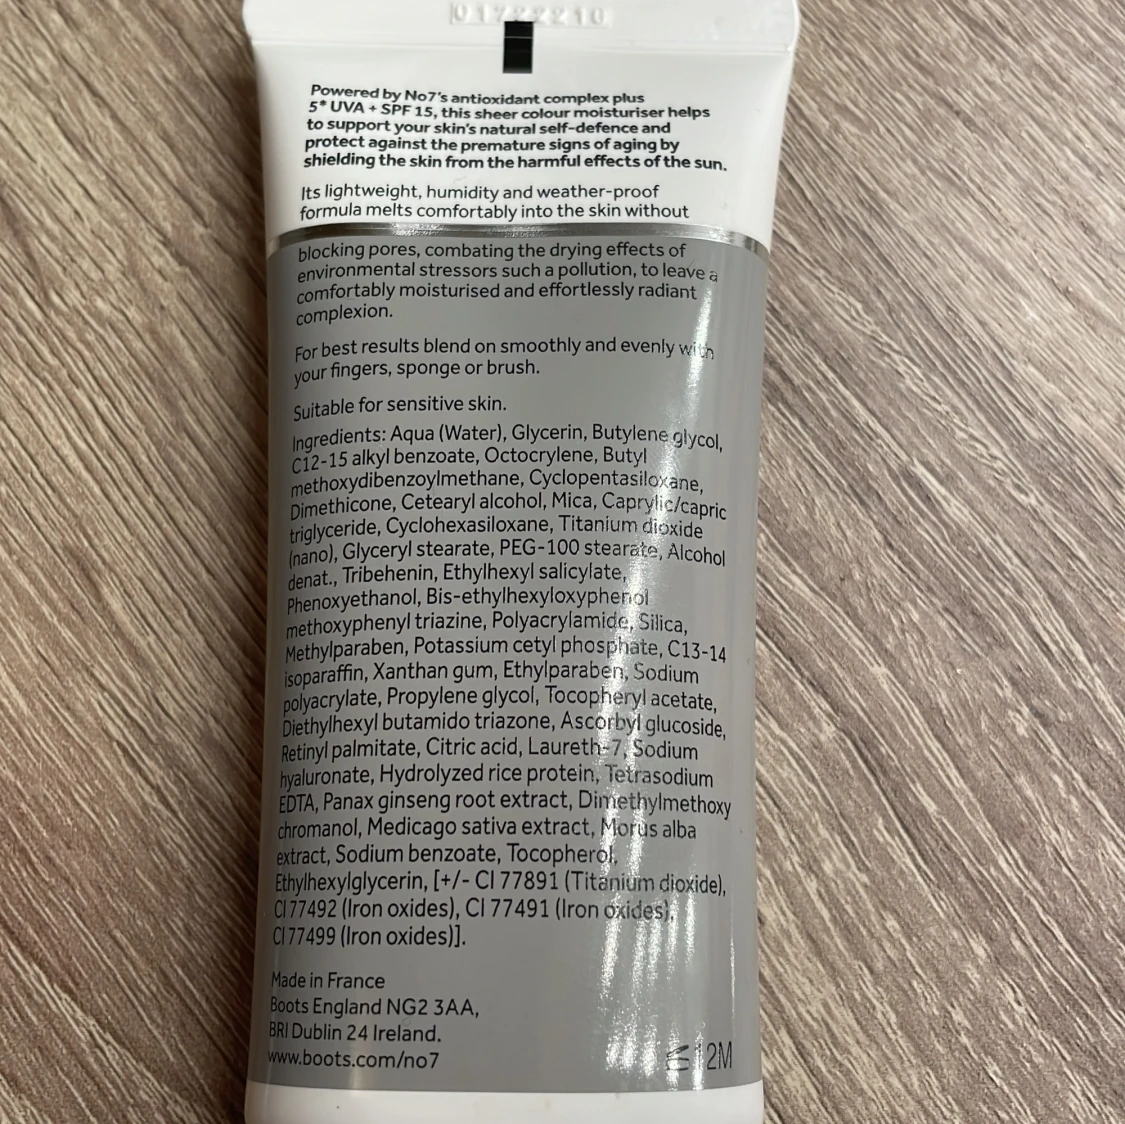 Powered by No7's antioxidant complex plus
5* UVA + SPF 15, this sheer colour moisturiser helps
to support your skin's natural self-defence and
protect against the premature signs of aging by
shielding the skin from the harmful effects of the sun.
Its lightweight, humidity and weather-proof
formula melts comfortably into the skin without
blocking pores, combating the drying effects of
environmental stressors such a pollution, to leave a
comfortably moisturised and effortlessly radiant
complexion.
For best results blend on smoothly and evenly with
your fingers, sponge or brush.
Suitable for sensitive skin.
Ingredients: Aqua (Water), Glycerin, Butylene glycol,
C12-15 alkyl benzoate, Octocrylene, Butyl
methoxydibenzoylmethane, Cyclopentasiloxane,
Dimethicone, Cetearyl alcohol, Mica, Caprylic/capric
triglyceride, Cyclohexasiloxane, Titanium dioxide
(nano), Glyceryl stearate, PEG-100 stearate, Alcohol
denat., Tribehenin, Ethylhexyl salicylate,
Phenoxyethanol, Bis-ethylhexyloxyphenol
methoxyphenyl triazine, Polyacrylamide, Silica,
Methylparaben, Potassium cetyl phosphate, C13-14
isoparaffin, Xanthan gum, Ethylparaben, Sodium
polyacrylate, Propylene glycol, Tocopheryl acetate,
Diethylhexyl butamido triazone, Ascorbyl glucoside,
Retinyl palmitate, Citric acid, Laureth-7, Sodium
hyaluronate, Hydrolyzed rice protein, Tetrasodium
EDTA, Panax ginseng root extract, Dimethylmethoxy
chromanol, Medicago sativa extract, Morus alba
extract, Sodium benzoate, Tocopherol,
Ethylhexylglycerin, [+/- CI 77891 (Titanium dioxide),
CI 77492 (Iron oxides), CI 77491 (Iron oxides),
CI 77499 (Iron oxides)].
Made in France
Boots England NG2 3AA,
BRI Dublin 24 Ireland.
www.boots.com/no7
12M